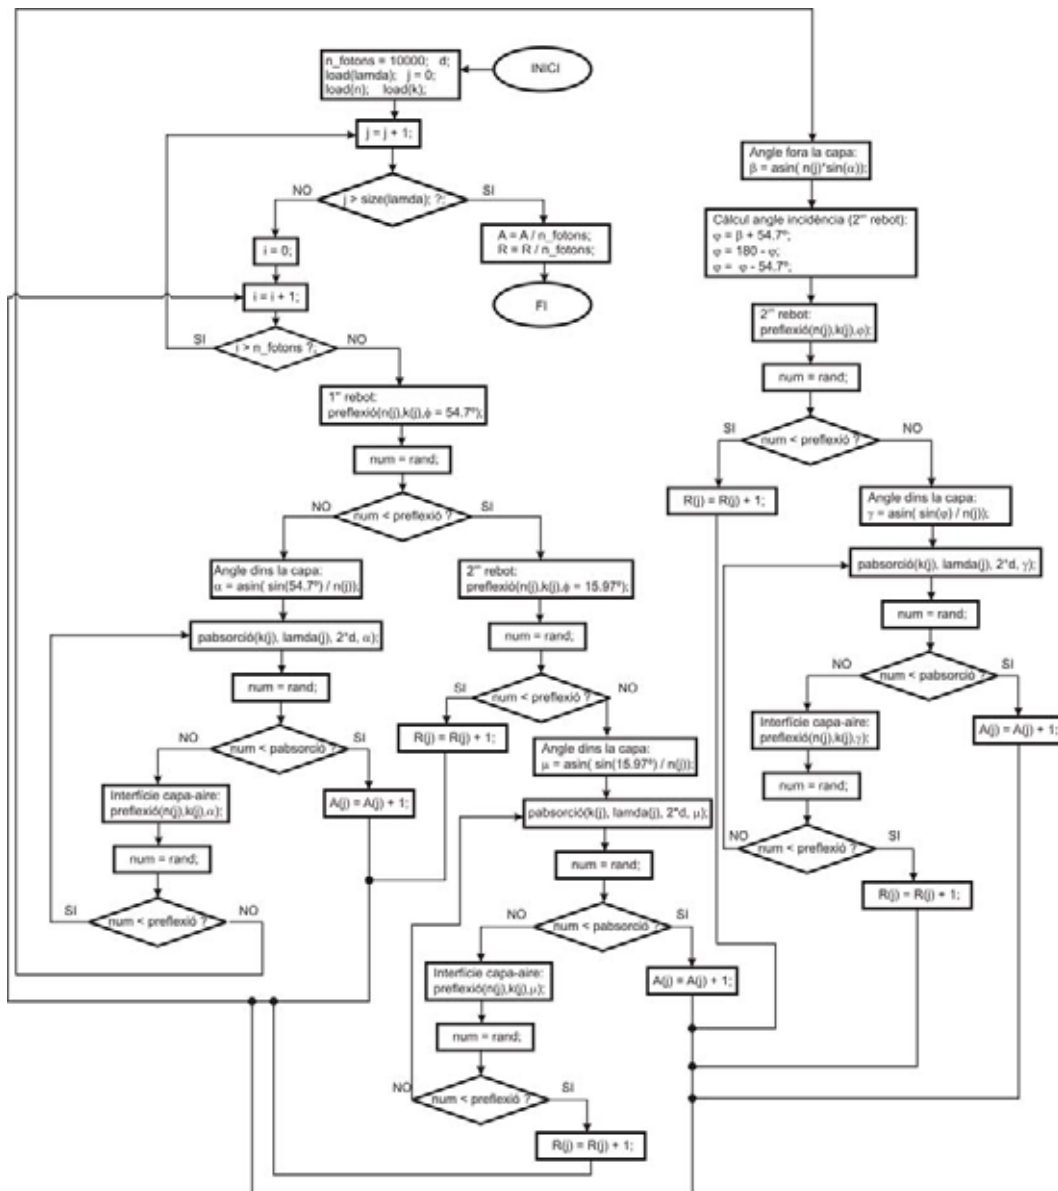 INICI
n_fotons = 10000; d;
load(lamda); j = 0;
load(n); load(k);
j = j + 1;
j > size(lamda); ?;
NO
SI
A = A / n_fotons;
R = R / n_fotons;
FI
i = 0;
i = i + 1;
i > n_fotons ?;
SI
NO
1er rebot:
preflexió(n(j),k(j),ϕ = 54.7º);
num = rand;
num < preflexió ?
NO
SI
Angle dins la capa:
α = asin( sin(54.7º) / n(j));
pabsorció(k(j), lamda(j), 2*d, α);
num = rand;
num < pabsorció ?
NO
SI
A(j) = A(j) + 1;
Interfície capa-aire:
preflexió(n(j),k(j),α);
num = rand;
num < preflexió ?
SI
NO
2on rebot:
preflexió(n(j),k(j),ϕ = 15.97º);
num = rand;
num < preflexió ?
SI
NO
R(j) = R(j) + 1;
Angle dins la capa:
μ = asin( sin(15.97º) / n(j));
pabsorció(k(j), lamda(j), 2*d, μ);
num = rand;
num < pabsorció ?
NO
SI
A(j) = A(j) + 1;
Interfície capa-aire:
preflexió(n(j),k(j),μ);
num = rand;
num < preflexió ?
NO
SI
R(j) = R(j) + 1;
Angle fora la capa:
β = asin( n(j)*sin(α));
Càlcul angle incidència (2on rebot):
φ = β + 54.7º;
φ = 180 - φ;
φ = φ - 54.7º;
2on rebot:
preflexió(n(j),k(j),φ);
num = rand;
num < preflexió ?
SI
NO
R(j) = R(j) + 1;
Angle dins la capa:
γ = asin( sin(φ) / n(j));
pabsorció(k(j), lamda(j), 2*d, γ);
num = rand;
num < pabsorció ?
NO
SI
A(j) = A(j) + 1;
Interfície capa-aire:
preflexió(n(j),k(j),γ);
num = rand;
num < preflexió ?
NO
SI
R(j) = R(j) + 1;